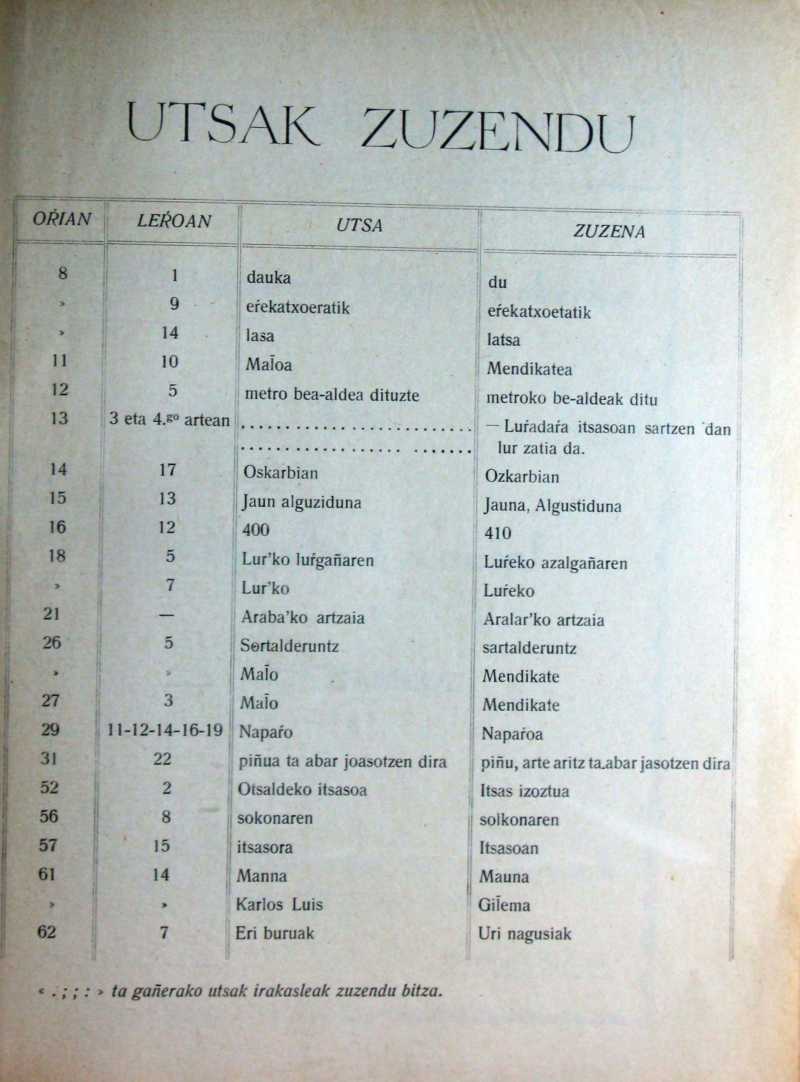 UTSAK ZUZENDU
OŔIAN LEŔOAN UTSA ZUZENA
8 1 dauka du
» 9 eŕekatxoeratik eŕekatxoetatik
» 14 lasa latsa
11 10 Mal̄oa Mendikatea
12 5 metro bea-aldea dituzte metroko be-aldeak ditu
13 3 eta 4.go artean .......................... — Luŕadaŕa itsasoan sartzen dan
.................. ....... lur zatia da.
14 17 Oskarbian Ozkarbian
15 13 Jaun alguziduna Jauna, Algustiduna
16 12 400 410
18 5 Lur'ko luŕgañaren Luŕeko azalgañaren
» 7 Lur'ko Luŕeko
21 — Araba'ko artzaia Aralar'ko artzaia
26 5 Sertalderuntz sartalderuntz
» » Mal̄o Mendikate
27 3 Mal̄o Mendikate
29 11-12-14-16-19 Napaŕo Napaŕoa
31 22 piñua ta abar joasotzen dira piñu, arte aritz ta abar jasotzen dira
52 2 Otsaldeko itsasoa Itsas izoztua
56 8 sokonaren solkonaren
57 15 itsasora Itsasoan
61 14 Manna Mauna
» » Karlos Luis Gil̄ema
62 7 Eri buruak Uri nagusiak
« . ; ; : » ta gañerako utsak irakasleak zuzendu bitza.